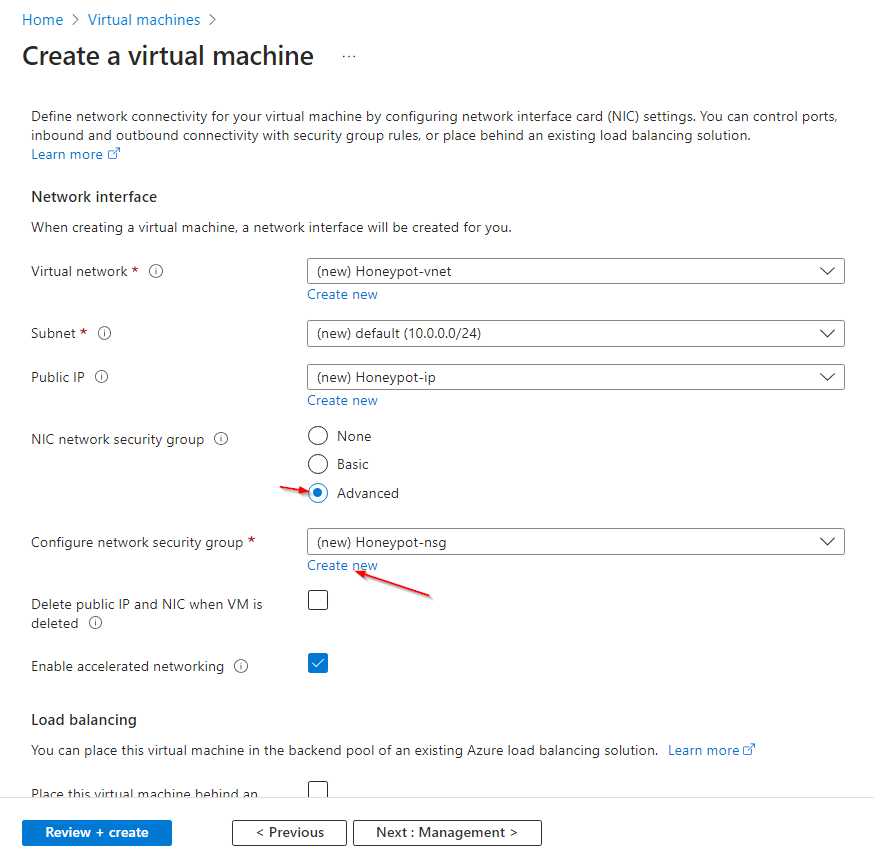 Home > Virtual machines >
Create a virtual machine ...
Define network connectivity for your virtual machine by configuring network interface card (NIC) settings. You can control ports,
inbound and outbound connectivity with security group rules, or place behind an existing load balancing solution.
Learn more
Network interface
When creating a virtual machine, a network interface will be created for you.
Virtual network *
(new) Honeypot-vnet
Create new
Subnet *
(new) default (10.0.0.0/24)
Public IP
(new) Honeypot-ip
Create new
NIC network security group
None
Basic
Advanced
Configure network security group *
(new) Honeypot-nsg
Create new
Delete public IP and NIC when VM is
deleted
Enable accelerated networking
Load balancing
You can place this virtual machine in the backend pool of an existing Azure load balancing solution. Learn more
Place this virtual machine behind an
Review + create
< Previous
Next : Management >